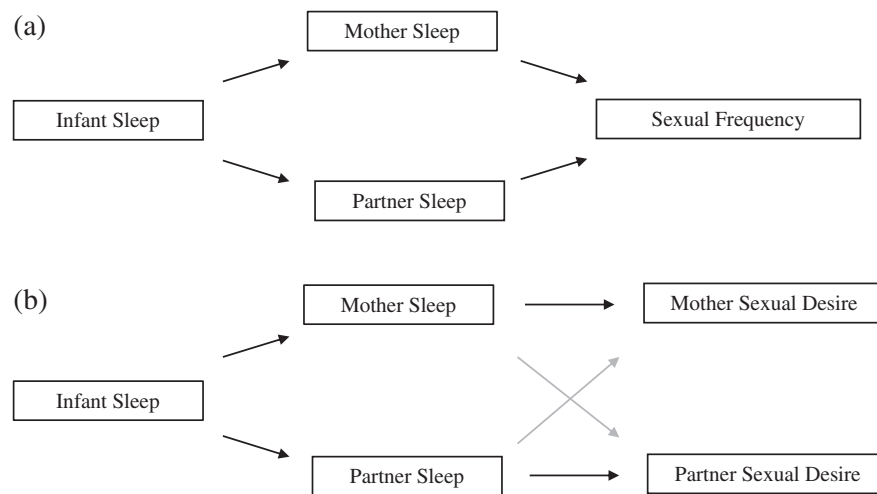 (a)
Mother Sleep
Infant Sleep
Sexual Frequency
Partner Sleep
(b)
Mother Sleep
Mother Sexual Desire
Infant Sleep
Partner Sleep
Partner Sexual Desire